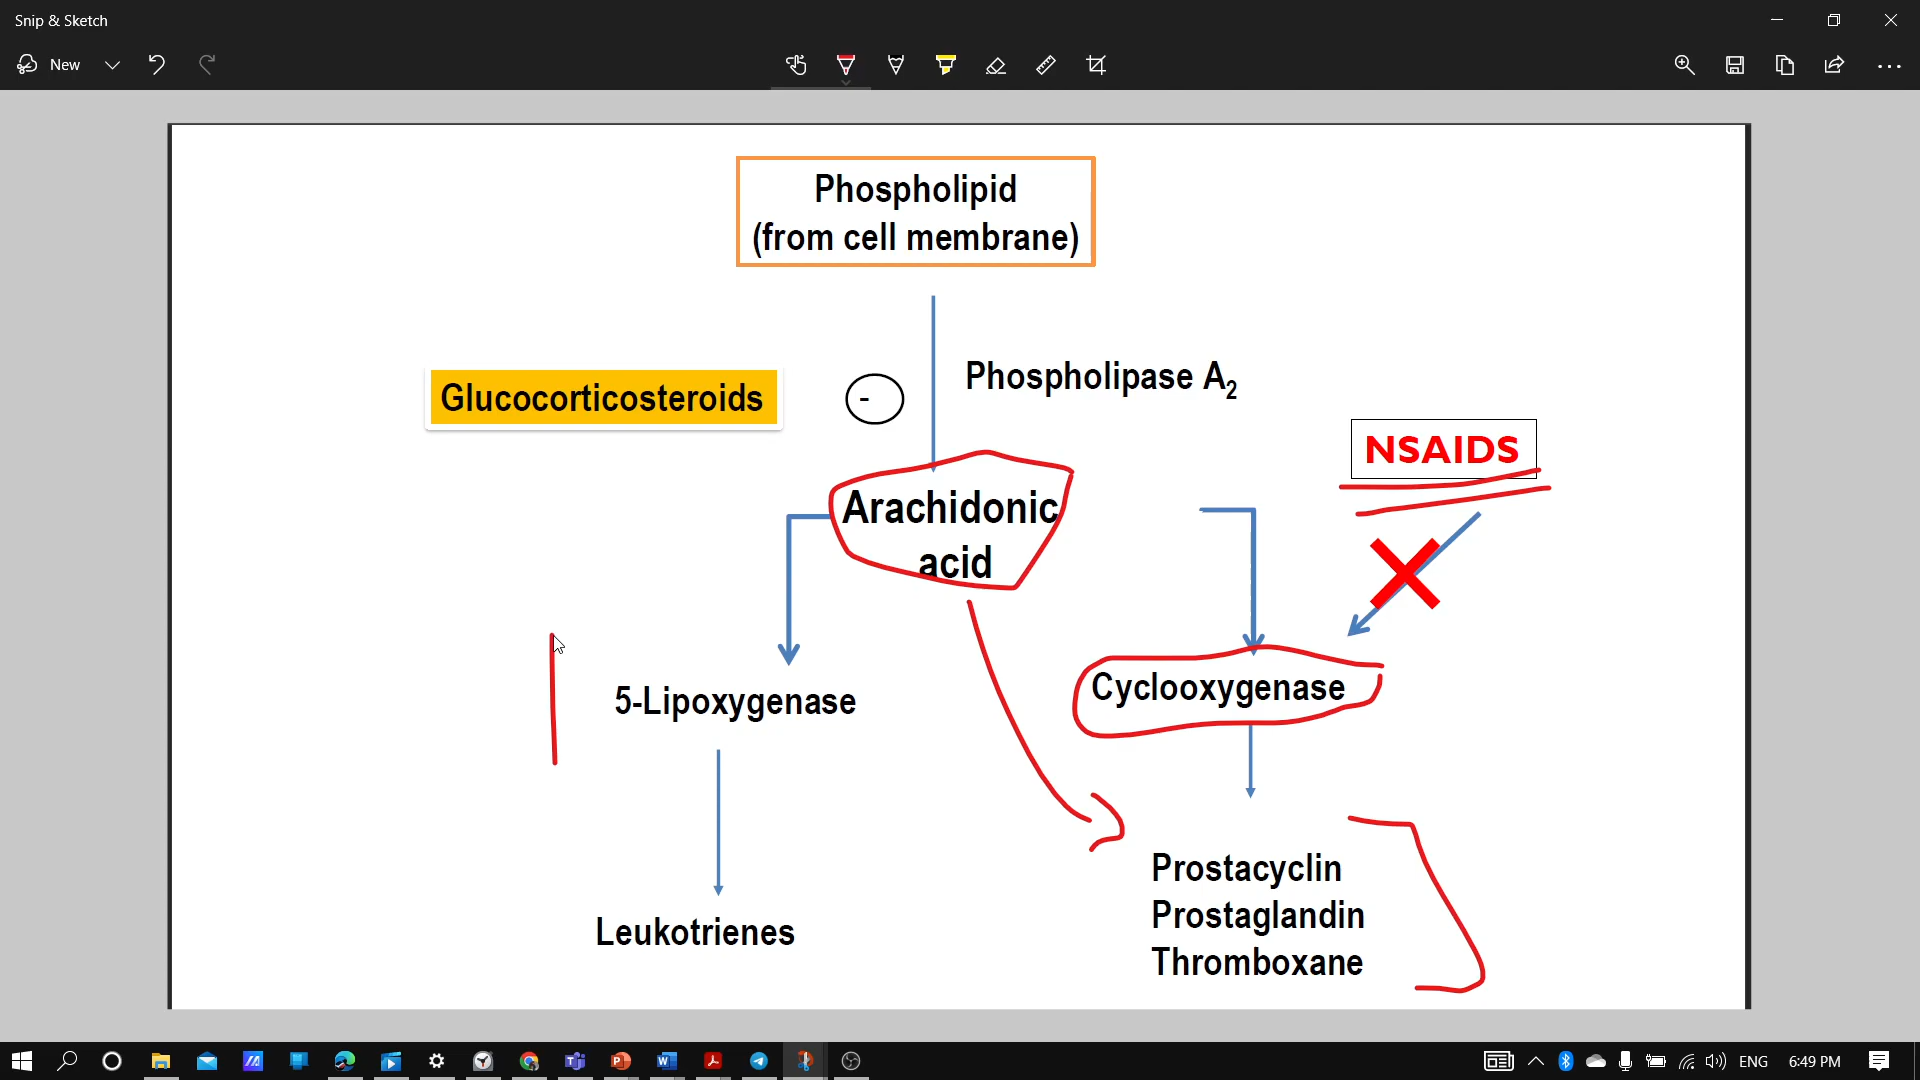 Snip & Sketch
New
Phospholipid
(from cell membrane)
Phospholipase A₂
Glucocorticosteroids
-
NSAIDS
Arachidonic
acid
5-Lipoxygenase
Cyclooxygenase
Leukotrienes
Prostacyclin
Prostaglandin
Thromboxane
ENG
6:49 PM